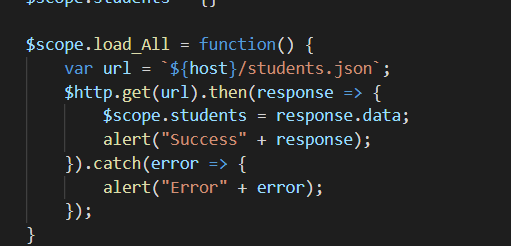 $scope.students = []
$scope.load_All = function() {
    var url = `${host}/students.json`;
    $http.get(url).then(response => {
        $scope.students = response.data;
        alert("Success" + response);
    }).catch(error => {
        alert("Error" + error);
    });
}